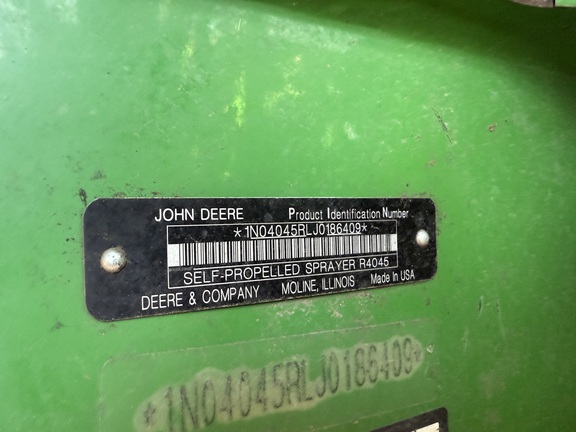 JOHN DEERE Product Identification Number
*1N04045RLJ0186409*
SELF-PROPELLED SPRAYER R4045
DEERE & COMPANY MOLINE, ILLINOIS Made In USA
*1N04045RLJ0186409*